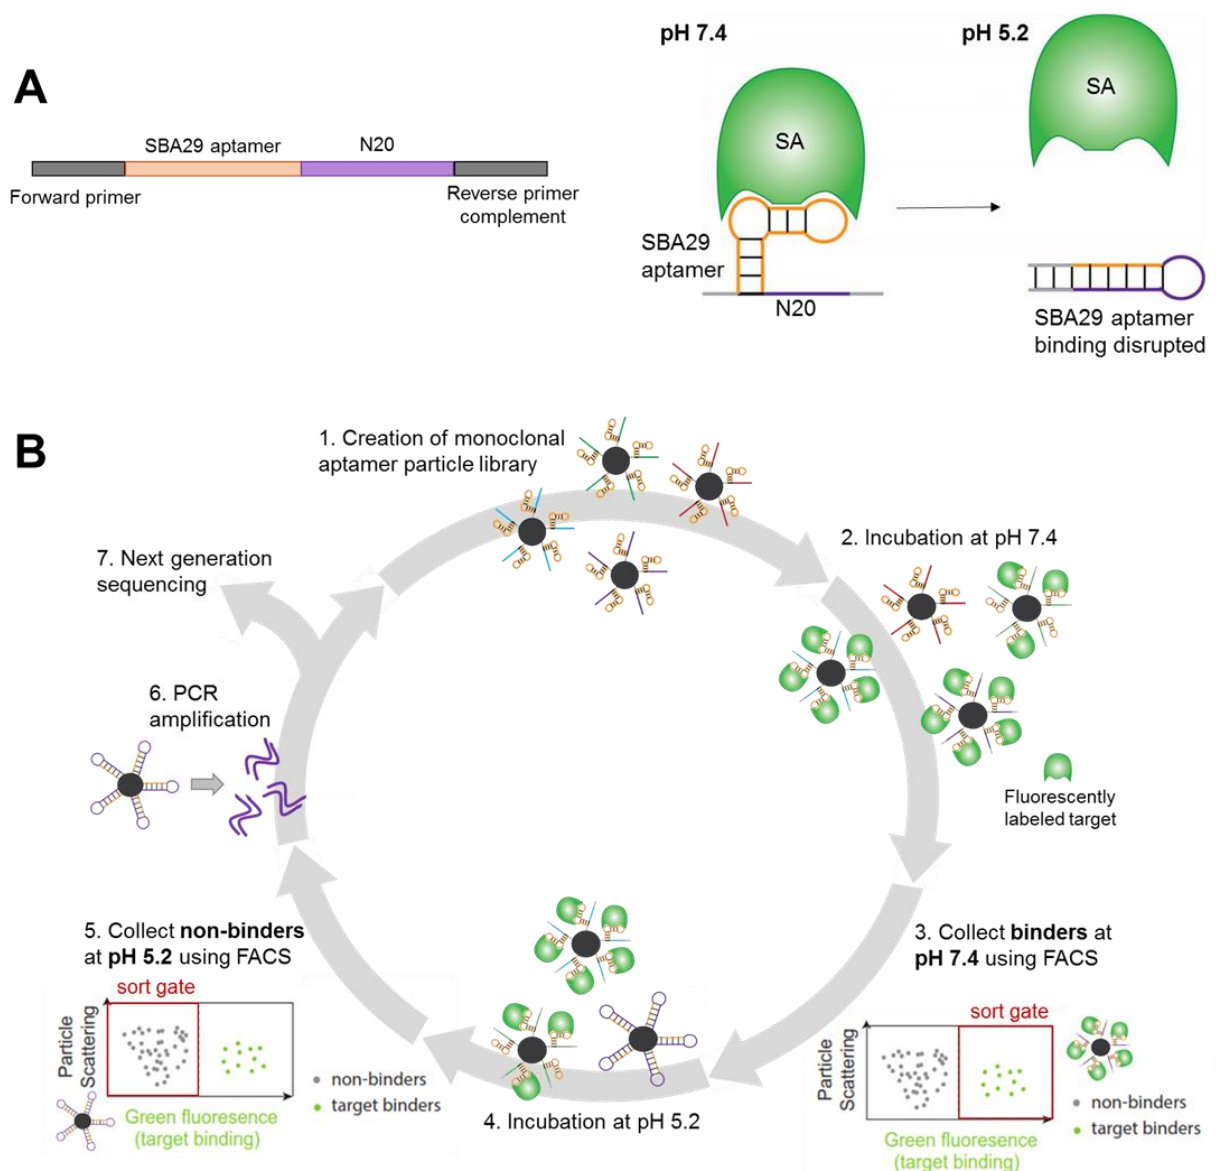 A
SBA29 aptamer
N20
Forward primer
Reverse primer
complement
pH 7.4
pH 5.2
SA
SA
SBA29
aptamer
N20
SBA29 aptamer
binding disrupted
B
1. Creation of monoclonal
aptamer particle library
2. Incubation at pH 7.4
Fluorescently
labeled target
3. Collect binders at
pH 7.4 using FACS
sort gate
Particle
Scattering
non-binders
target binders
Green fluoresence
(target binding)
4. Incubation at pH 5.2
5. Collect non-binders
at pH 5.2 using FACS
sort gate
Particle
Scattering
non-binders
target binders
Green fluoresence
(target binding)
6. PCR
amplification
7. Next generation
sequencing